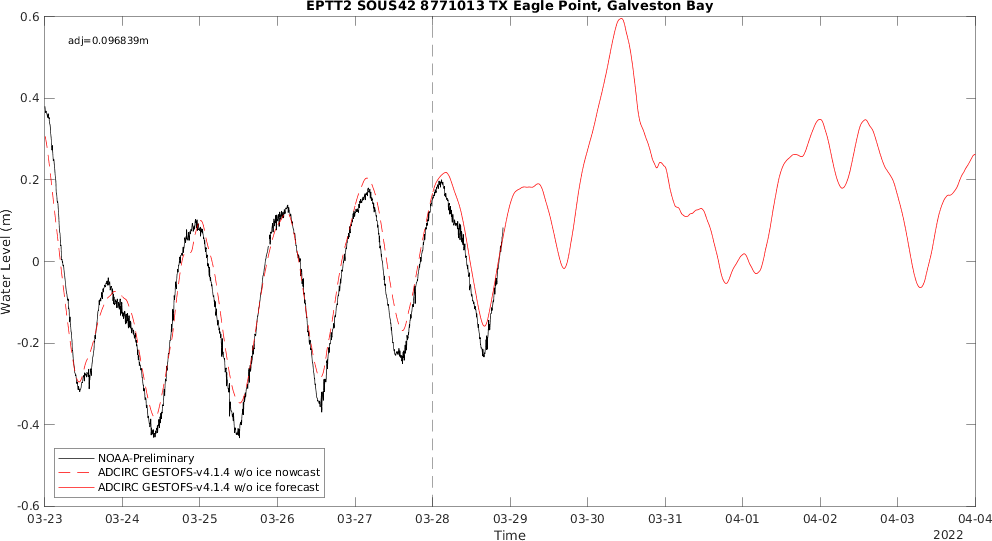 EPTT2 SOUS42 8771013 TX Eagle Point, Galveston Bay
adj=0.096839m
0.6
0.4
0.2
0
-0.2
-0.4
-0.6
Water Level (m)
NOAA-Preliminary
ADCIRC GESTOFS-v4.1.4 w/o ice nowcast
ADCIRC GESTOFS-v4.1.4 w/o ice forecast
03-23 03-24 03-25 03-26 03-27 03-28 03-29 03-30 03-31 04-01 04-02 04-03 04-04
Time
2022